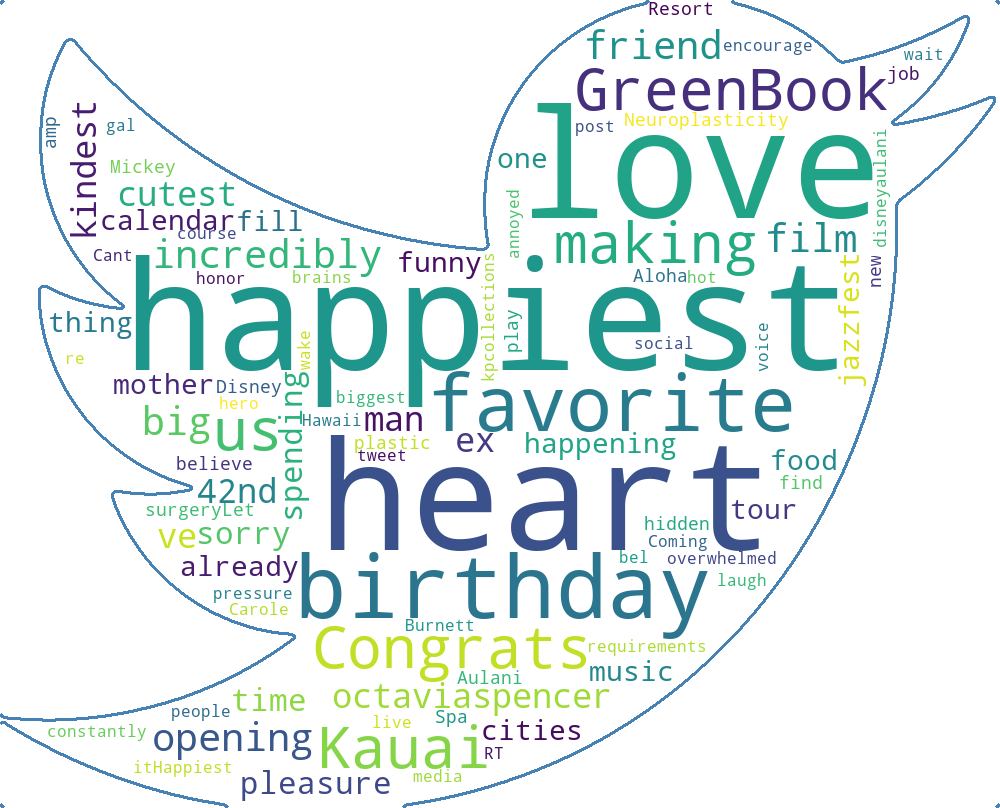 Resort
friend
encourage
wait
job
GreenBook
amp
kindest
gal
post
Neuroplasticity
love
one
Mickey
disneyaulani
cutest
annoyed
calendar
fill
course
making
film
Cant
incredibly
funny
kpcollections
Aloha
hot
jazzfest
new
honor
brains
happiest
thing
play
voice
social
wake
re
mother
Disney
spending
hero
biggest
Hawaii
man
favorite
big
us
plastic
tweet
ex
happening
believe
food
find
42nd
heart
tour
surgeryLet
ve
sorry
hidden
Coming
bel
overwhelmed
already
laugh
pressure
Carole
birthday
Burnett
Congrats
requirements
music
Aulani
time
octaviaspencer
people
live
Spa
constantly
opening
Kauai
cities
RT
itHappiest
media
pleasure